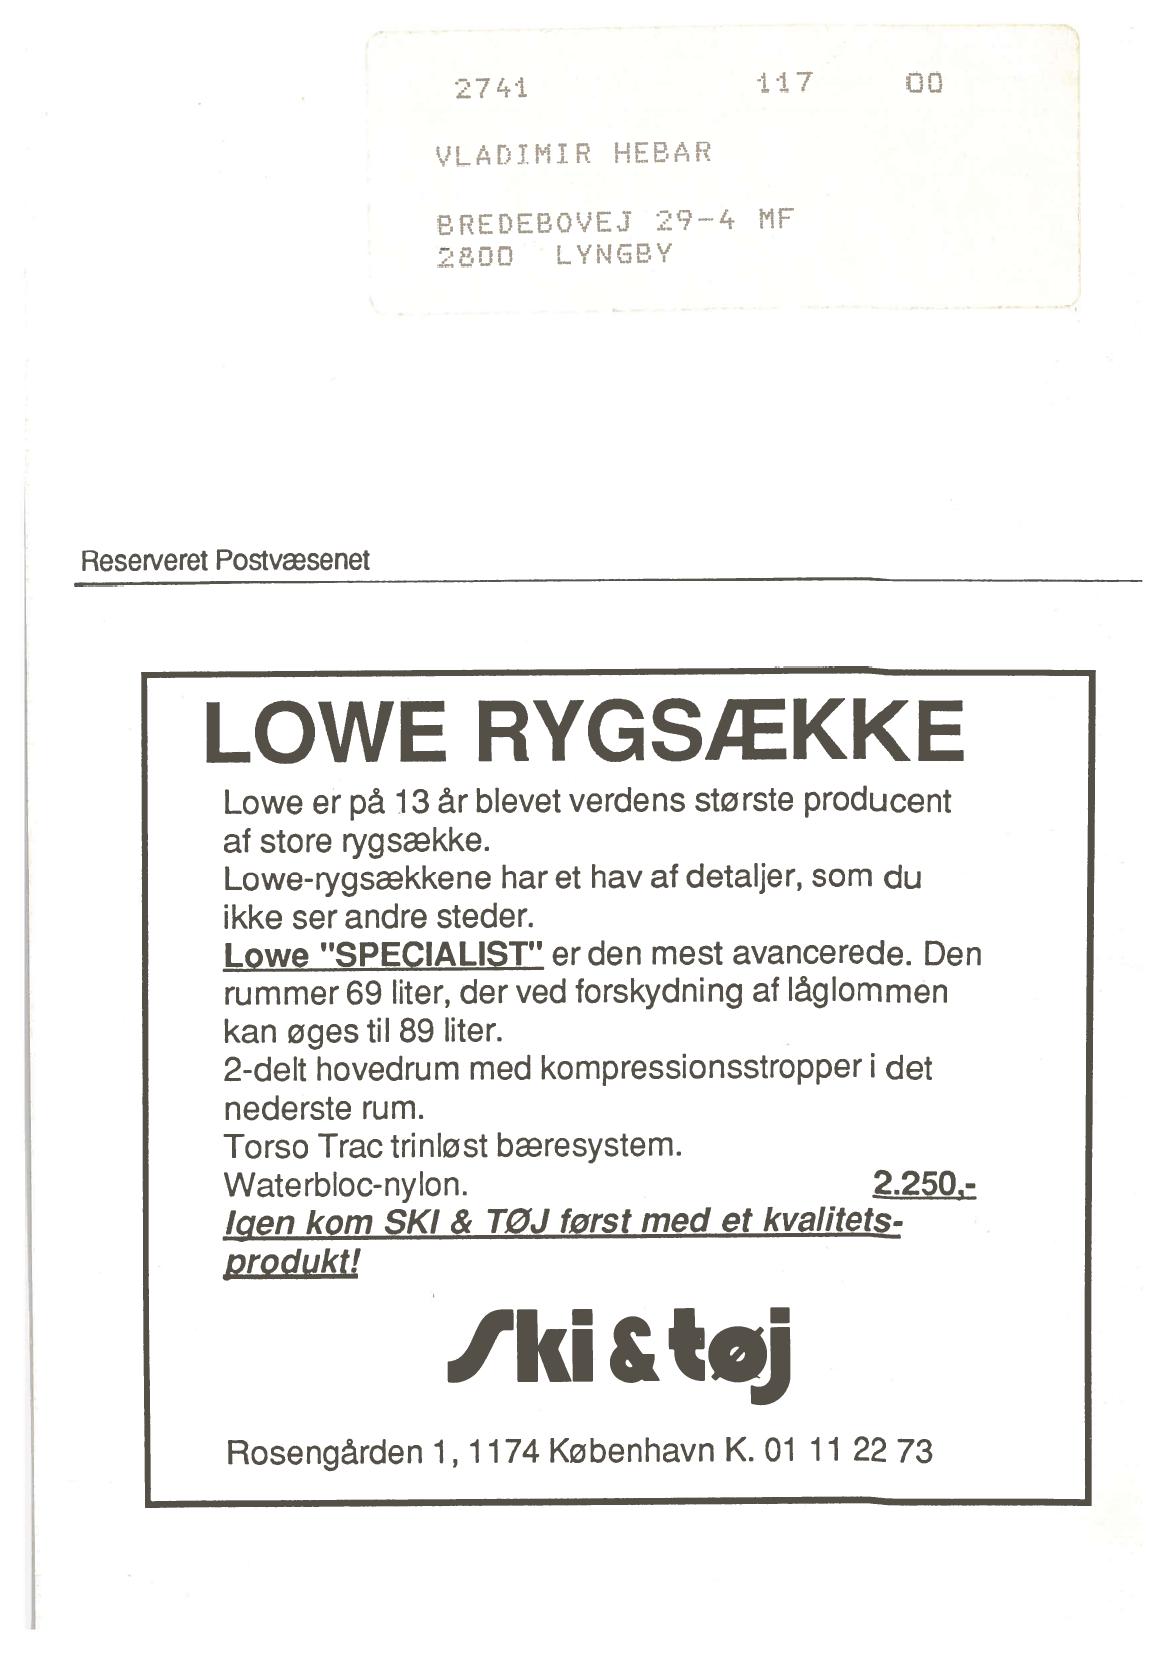 2741 117 00
VLADIMIR HEBAR
BREDEBOVEJ 29-4 MF
2800 LYNGBY
Reserveret Postvæsenet
LOWE RYGSÆKKE
Lowe er på 13 år blevet verdens største producent
af store rygsække.
Lowe-rygsækkene har et hav af detaljer, som du
ikke ser andre steder.
Lowe "SPECIALIST" er den mest avancerede. Den
rummer 69 liter, der ved forskydning af låglommen
kan øges til 89 liter.
2-delt hovedrum med kompressionsstropper i det
nederste rum.
Torso Trac trinløst bæresystem.
Waterbloc-nylon. 2.250,-
Igen kom SKI & TØJ først med et kvalitets-
produkt!
Ski & tøj
Rosengården 1, 1174 København K. 01 11 22 73